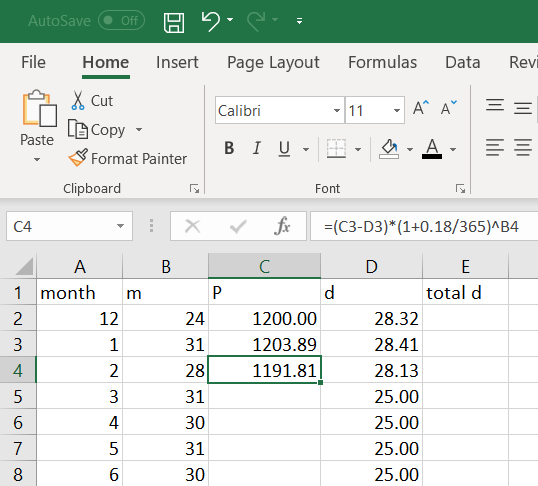 AutoSave Off
File Home Insert Page Layout Formulas Data Revi
Paste
Cut
Copy
Format Painter
Clipboard
Calibri 11 A A
B I U A
Font
C4 fx =(C3-D3)*(1+0.18/365)^B4
A B C D E
1 month m P d total d
2 12 24 1200.00 28.32
3 1 31 1203.89 28.41
4 2 28 1191.81 28.13
5 3 31 25.00
6 4 30 25.00
7 5 31 25.00
8 6 30 25.00